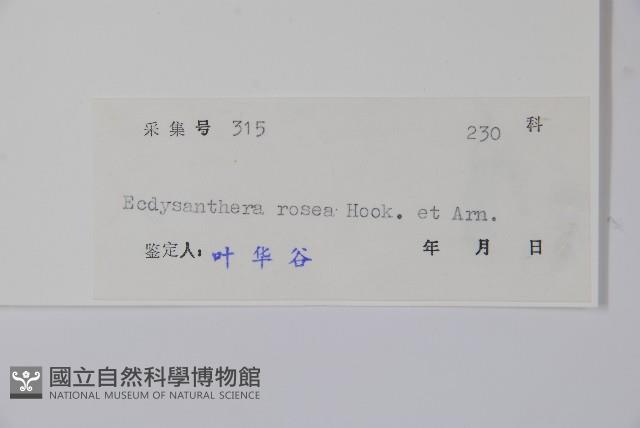 采集号 315 230 科
Ecdysanthera rosea Hook. et Arn.
鉴定人: 叶华谷 年 月 日
國立自然科學博物館
NATIONAL MUSEUM OF NATURAL SCIENCE